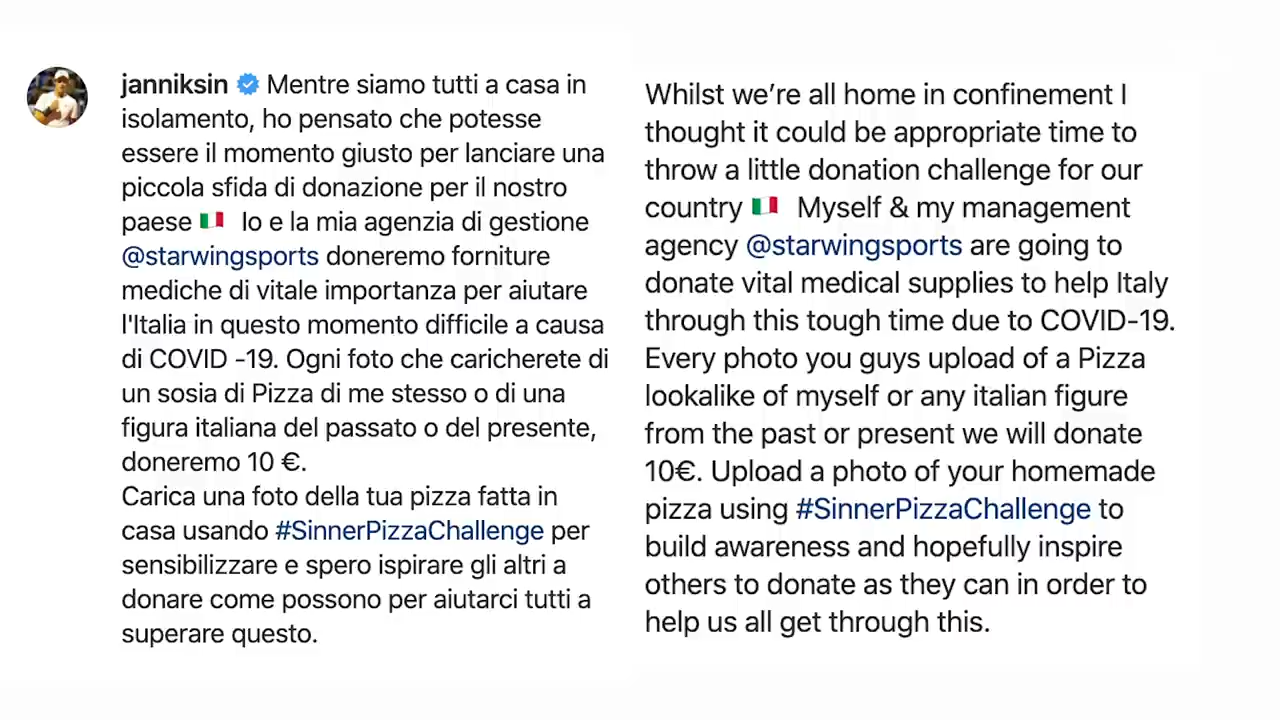 janniksin Mentre siamo tutti a casa in
isolamento, ho pensato che potesse
essere il momento giusto per lanciare una
piccola sfida di donazione per il nostro
paese 🇮🇹 Io e la mia agenzia di gestione
@starwingsports doneremo forniture
mediche di vitale importanza per aiutare
l'Italia in questo momento difficile a causa
di COVID -19. Ogni foto che caricherete di
un sosia di Pizza di me stesso o di una
figura italiana del passato o del presente,
doneremo 10 €.
Carica una foto della tua pizza fatta in
casa usando #SinnerPizzaChallenge per
sensibilizzare e spero ispirare gli altri a
donare come possono per aiutarci tutti a
superare questo.
Whilst we're all home in confinement I
thought it could be appropriate time to
throw a little donation challenge for our
country 🇮🇹 Myself & my management
agency @starwingsports are going to
donate vital medical supplies to help Italy
through this tough time due to COVID-19.
Every photo you guys upload of a Pizza
lookalike of myself or any italian figure
from the past or present we will donate
10€. Upload a photo of your homemade
pizza using #SinnerPizzaChallenge to
build awareness and hopefully inspire
others to donate as they can in order to
help us all get through this.